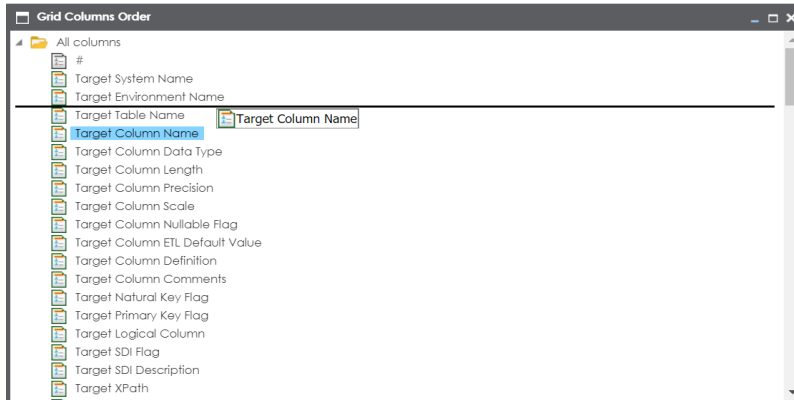 Grid Columns Order
All columns
#
Target System Name
Target Environment Name
Target Table Name
Target Column Name
Target Column Name
Target Column Data Type
Target Column Length
Target Column Precision
Target Column Scale
Target Column Nullable Flag
Target Column ETL Default Value
Target Column Definition
Target Column Comments
Target Natural Key Flag
Target Primary Key Flag
Target Logical Column
Target SDI Flag
Target SDI Description
Target XPath